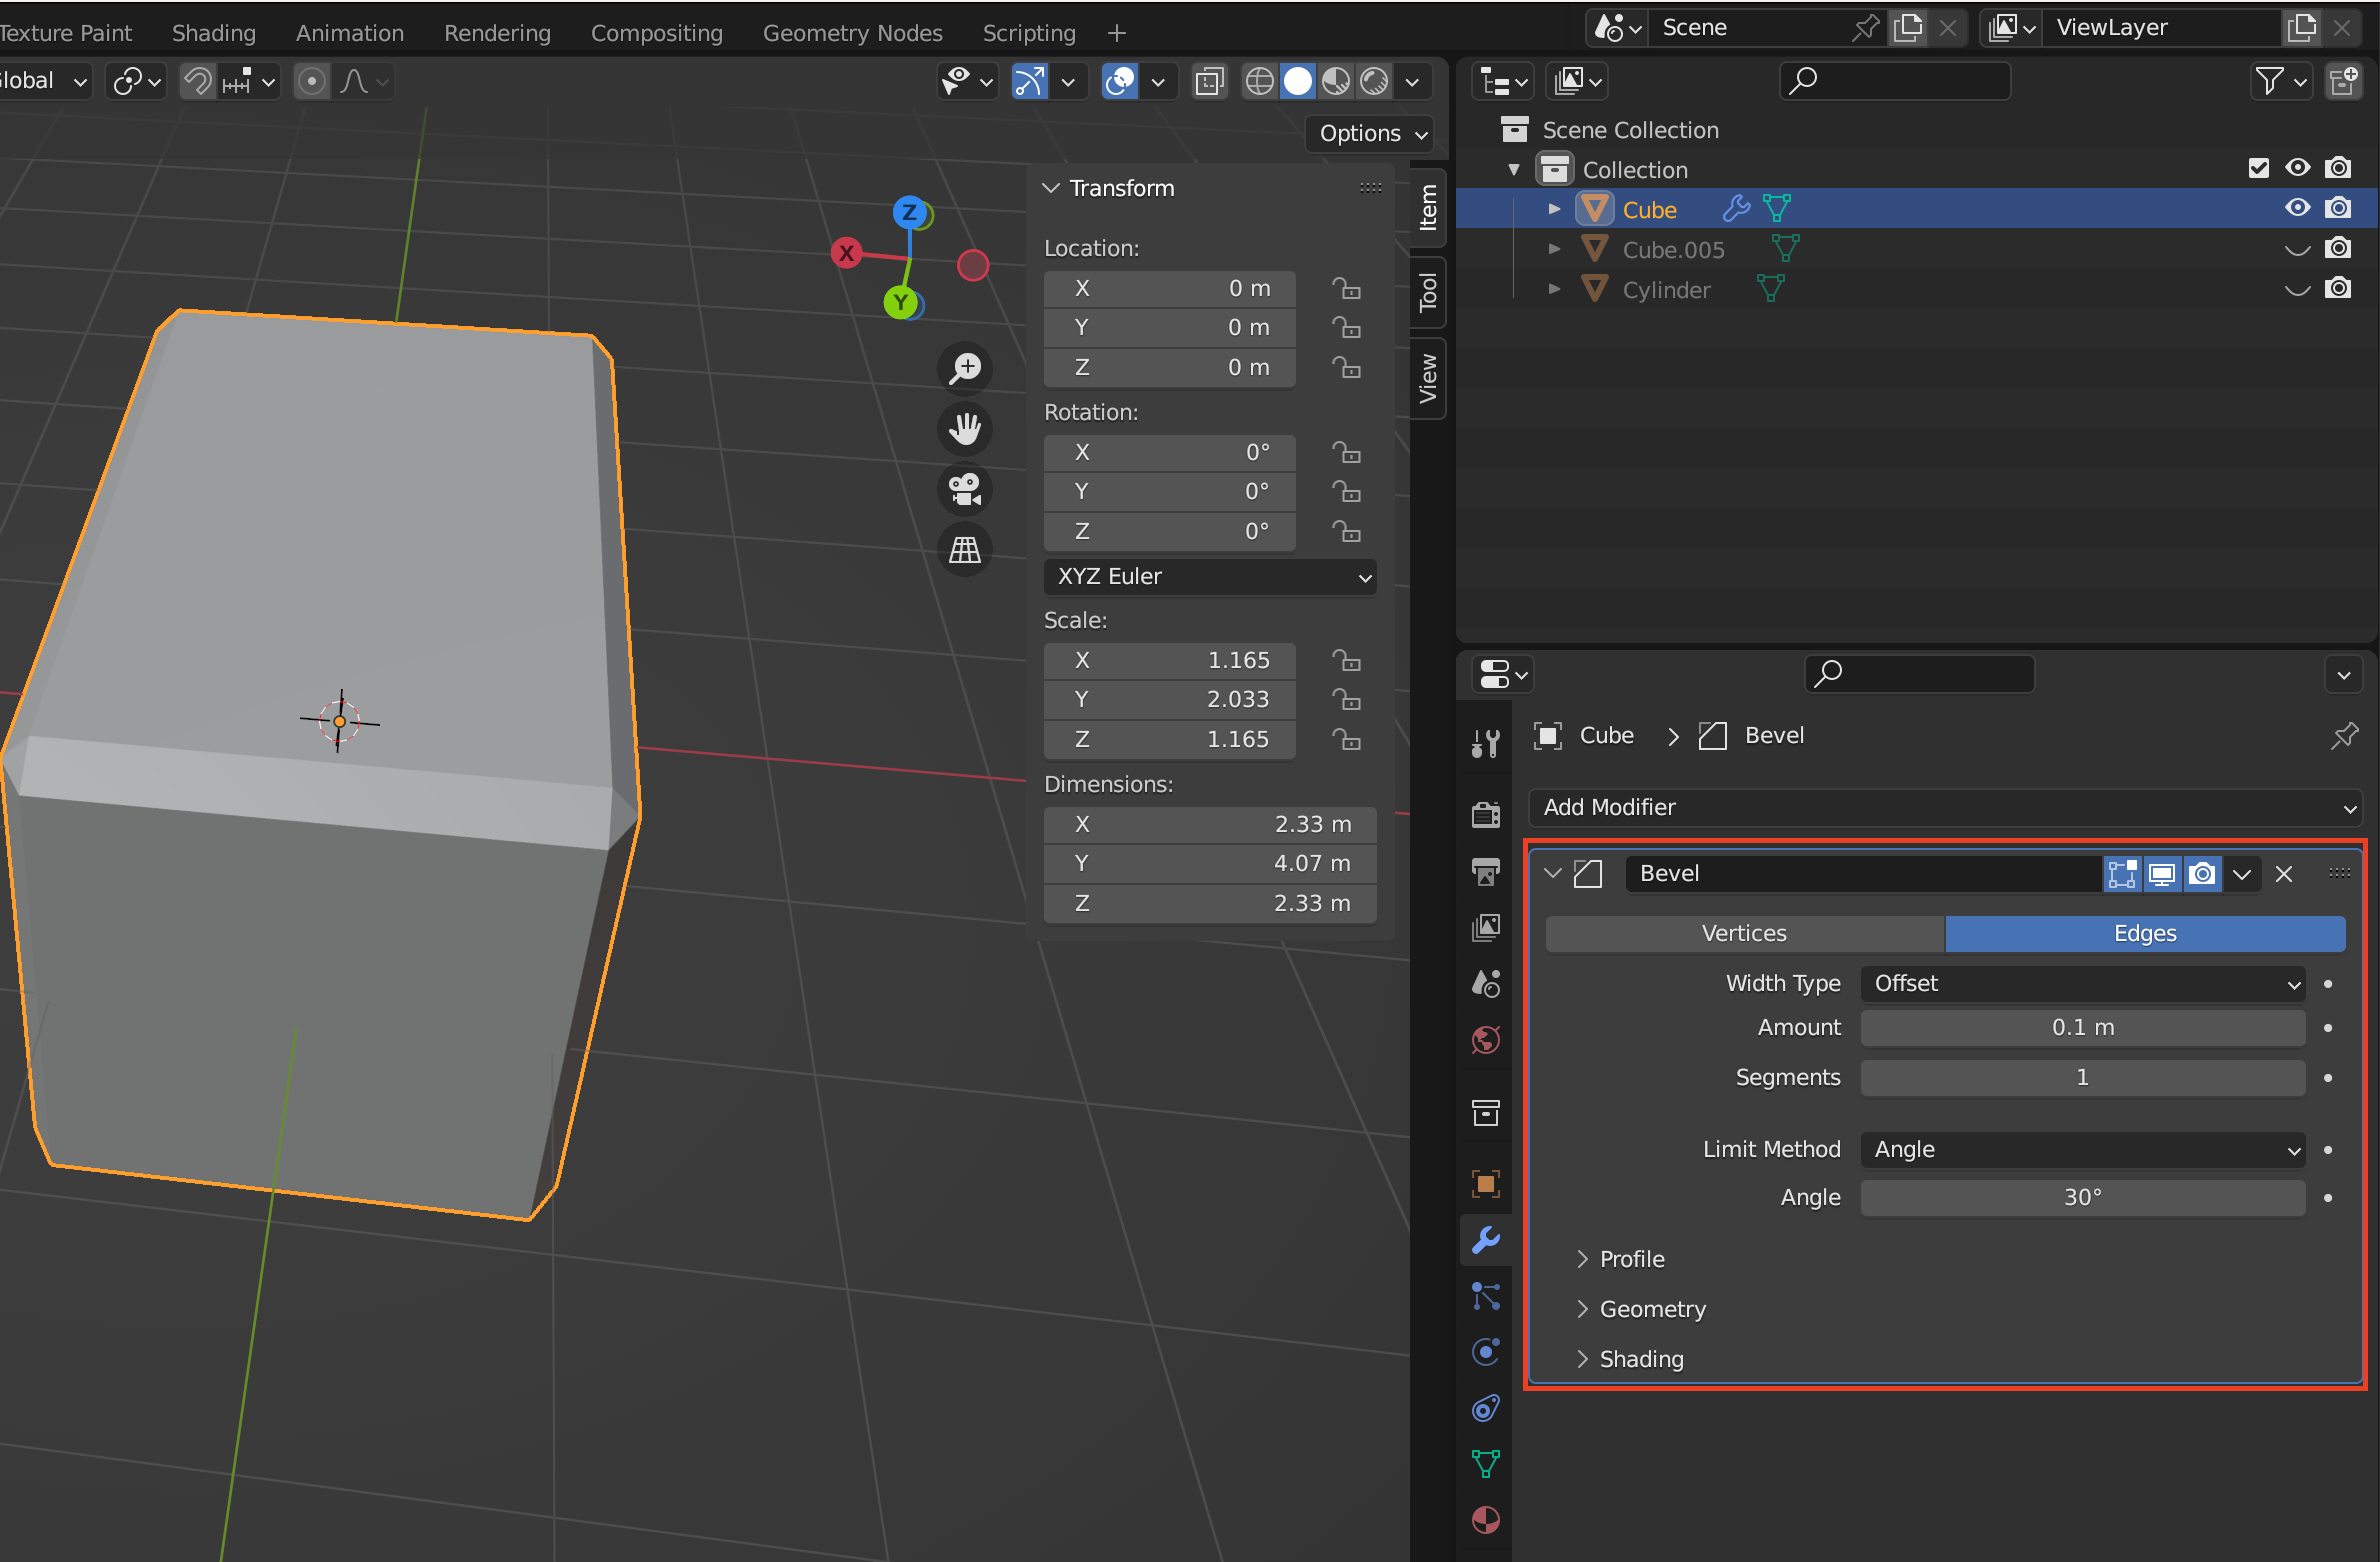 Texture Paint Shading Animation Rendering Compositing Geometry Nodes Scripting +
Scene
ViewLayer
Global
Options
Z
X
Y
Transform
Location:
X 0 m
Y 0 m
Z 0 m
Rotation:
X 0°
Y 0°
Z 0°
XYZ Euler
Scale:
X 1.165
Y 2.033
Z 1.165
Dimensions:
X 2.33 m
Y 4.07 m
Z 2.33 m
Item
Tool
View
Scene Collection
Collection
Cube
Cube.005
Cylinder
Cube > Bevel
Add Modifier
Bevel
Vertices Edges
Width Type Offset
Amount 0.1 m
Segments 1
Limit Method Angle
Angle 30°
Profile
Geometry
Shading